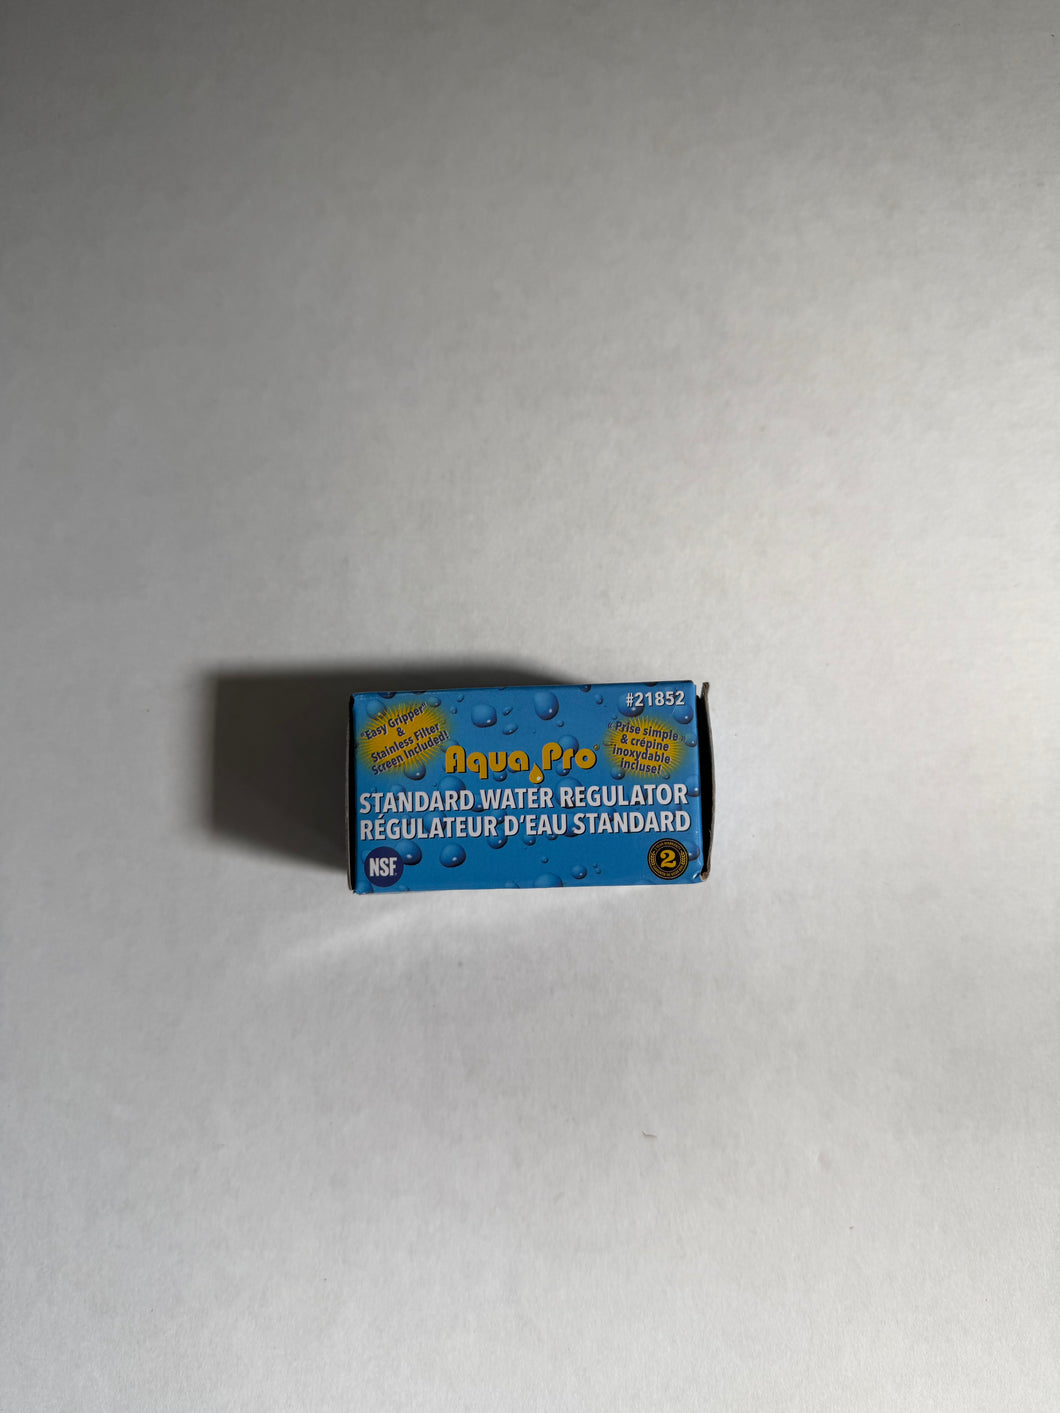 #21852
"Easy Gripper"
&
Stainless Filter
Screen Included!
Aqua Pro
« Prise simple »
& crépine
inoxydable
incluse!
STANDARD WATER REGULATOR
RÉGULATEUR D'EAU STANDARD
NSF
2